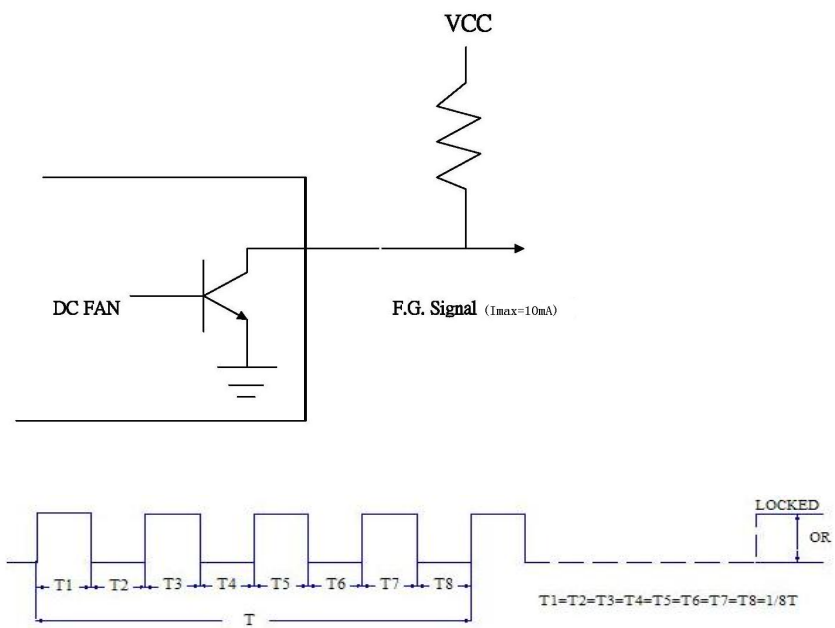 VCC
DC FAN
F.G. Signal (Imax=10mA)
LOCKED
OR
T1 T2 T3 T4 T5 T6 T7 T8
T
T1=T2=T3=T4=T5=T6=T7=T8=1/8T